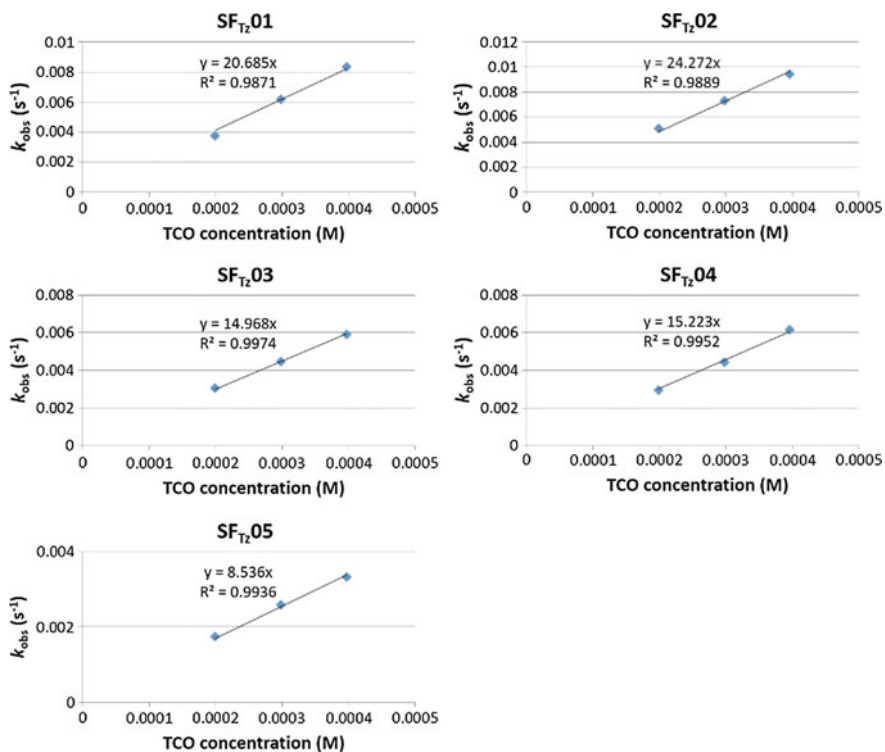 SFTz01
0.01
0.008
0.006
0.004
0.002
0
kobs (s-1)
y = 20.685x
R² = 0.9871
0 0.0001 0.0002 0.0003 0.0004 0.0005
TCO concentration (M)
SFTz02
0.012
0.01
0.008
0.006
0.004
0.002
0
kobs (s-1)
y = 24.272x
R² = 0.9889
0 0.0001 0.0002 0.0003 0.0004 0.0005
TCO concentration (M)
SFTz03
0.008
0.006
0.004
0.002
0
kobs (s-1)
y = 14.968x
R² = 0.9974
0 0.0001 0.0002 0.0003 0.0004 0.0005
TCO concentration (M)
SFTz04
0.008
0.006
0.004
0.002
0
kobs (s-1)
y = 15.223x
R² = 0.9952
0 0.0001 0.0002 0.0003 0.0004 0.0005
TCO concentration (M)
SFTz05
0.004
0.002
0
kobs (s-1)
y = 8.536x
R² = 0.9936
0 0.0001 0.0002 0.0003 0.0004 0.0005
TCO concentration (M)